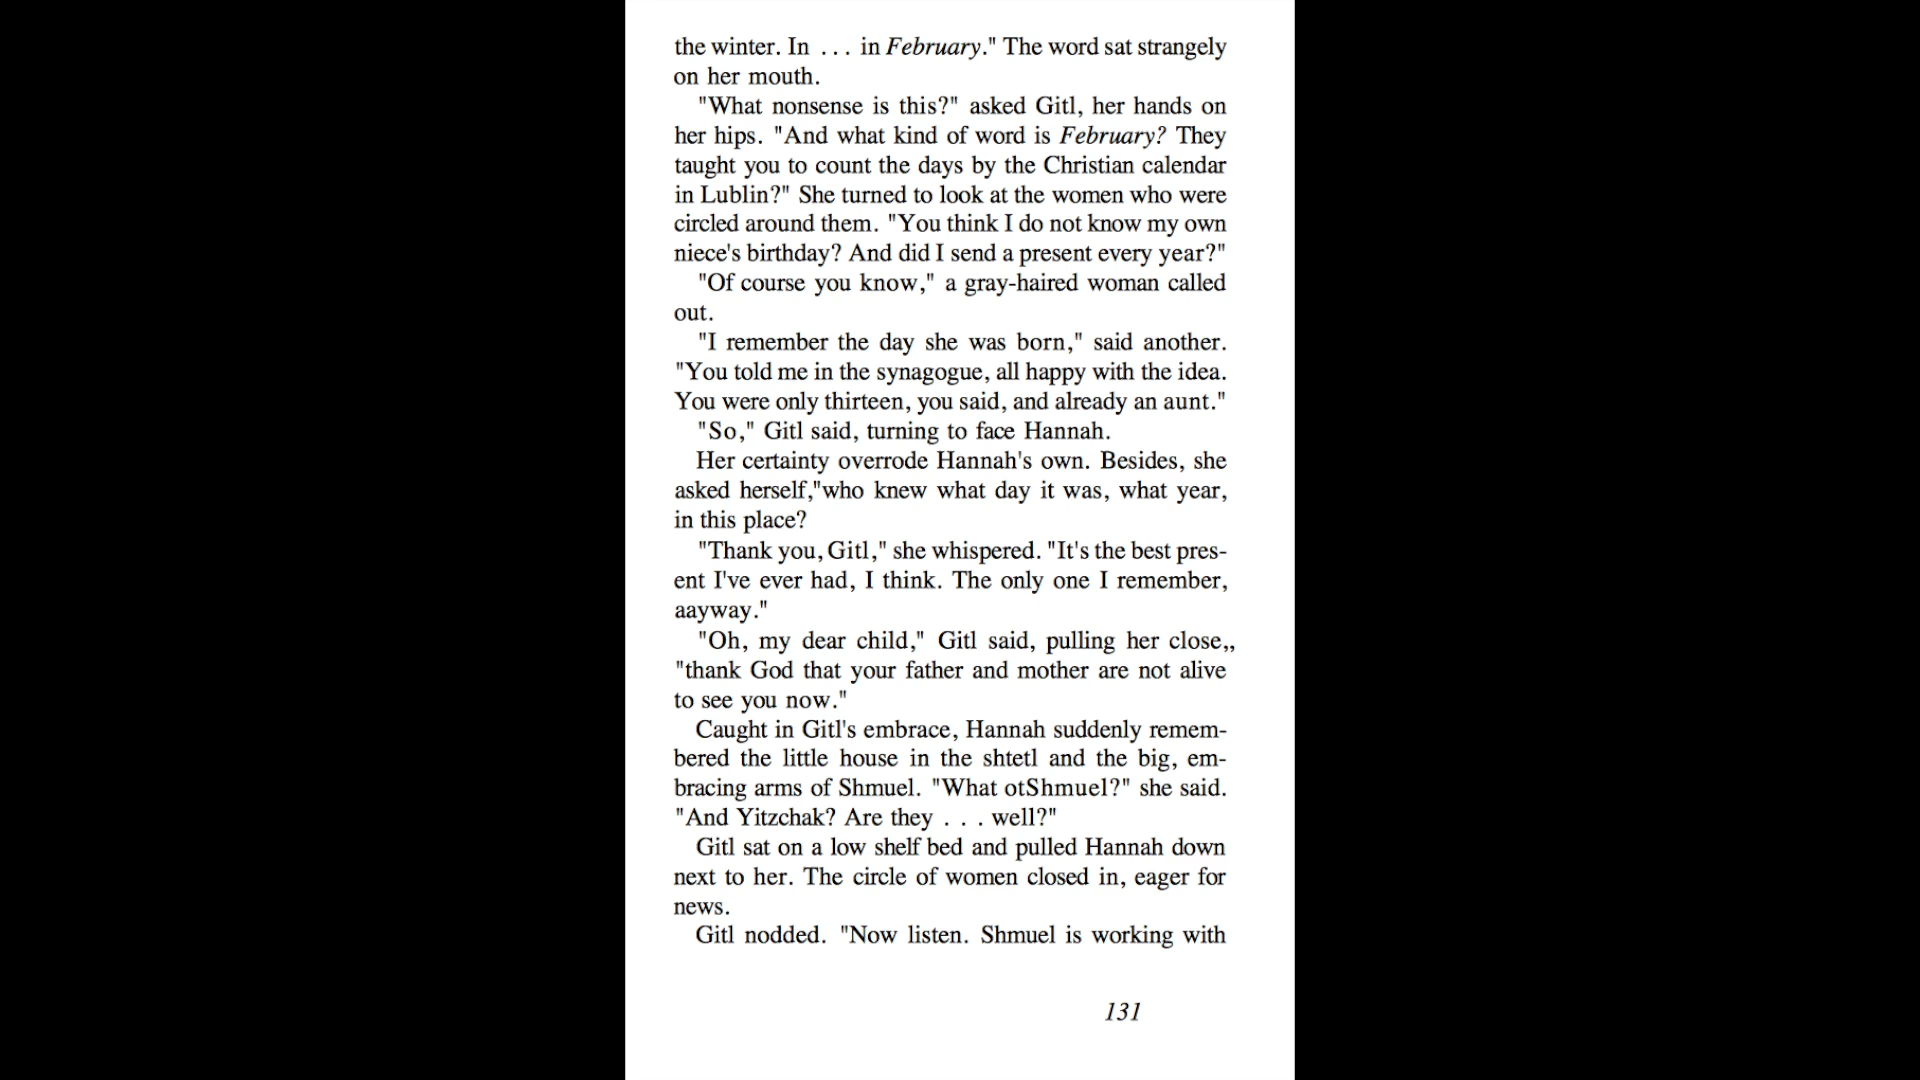 the winter. In . . . in February." The word sat strangely
on her mouth.
"What nonsense is this?" asked Gitl, her hands on
her hips. "And what kind of word is February? They
taught you to count the days by the Christian calendar
in Lublin?" She turned to look at the women who were
circled around them. "You think I do not know my own
niece's birthday? And did I send a present every year?"
"Of course you know," a gray-haired woman called
out.
"I remember the day she was born," said another.
"You told me in the synagogue, all happy with the idea.
You were only thirteen, you said, and already an aunt."
"So," Gitl said, turning to face Hannah.
Her certainty overrode Hannah's own. Besides, she
asked herself,"who knew what day it was, what year,
in this place?
"Thank you, Gitl," she whispered. "It's the best pres-
ent I've ever had, I think. The only one I remember,
aayway."
"Oh, my dear child," Gitl said, pulling her close,,
"thank God that your father and mother are not alive
to see you now."
Caught in Gitl's embrace, Hannah suddenly remem-
bered the little house in the shtetl and the big, em-
bracing arms of Shmuel. "What otShmuel?" she said.
"And Yitzchak? Are they . . . well?"
Gitl sat on a low shelf bed and pulled Hannah down
next to her. The circle of women closed in, eager for
news.
Gitl nodded. "Now listen. Shmuel is working with
131